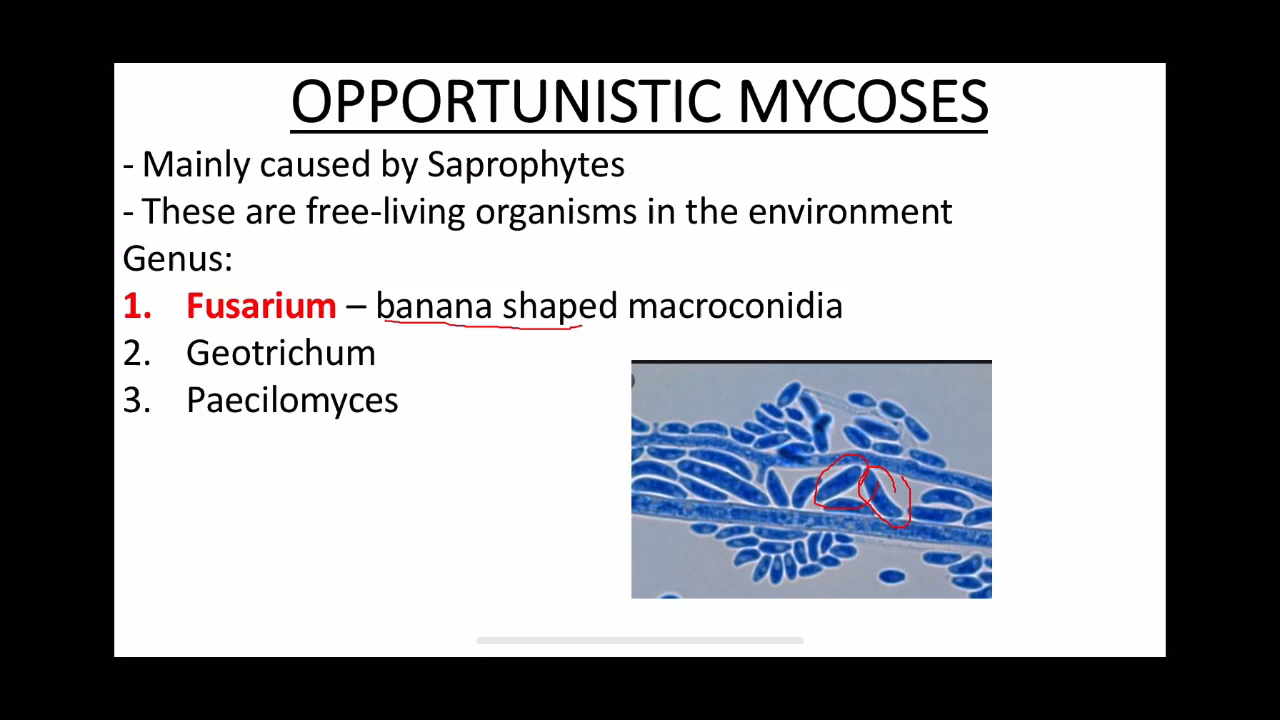 OPPORTUNISTIC MYCOSES
- Mainly caused by Saprophytes
- These are free-living organisms in the environment
Genus:
1. Fusarium – banana shaped macroconidia
2. Geotrichum
3. Paecilomyces